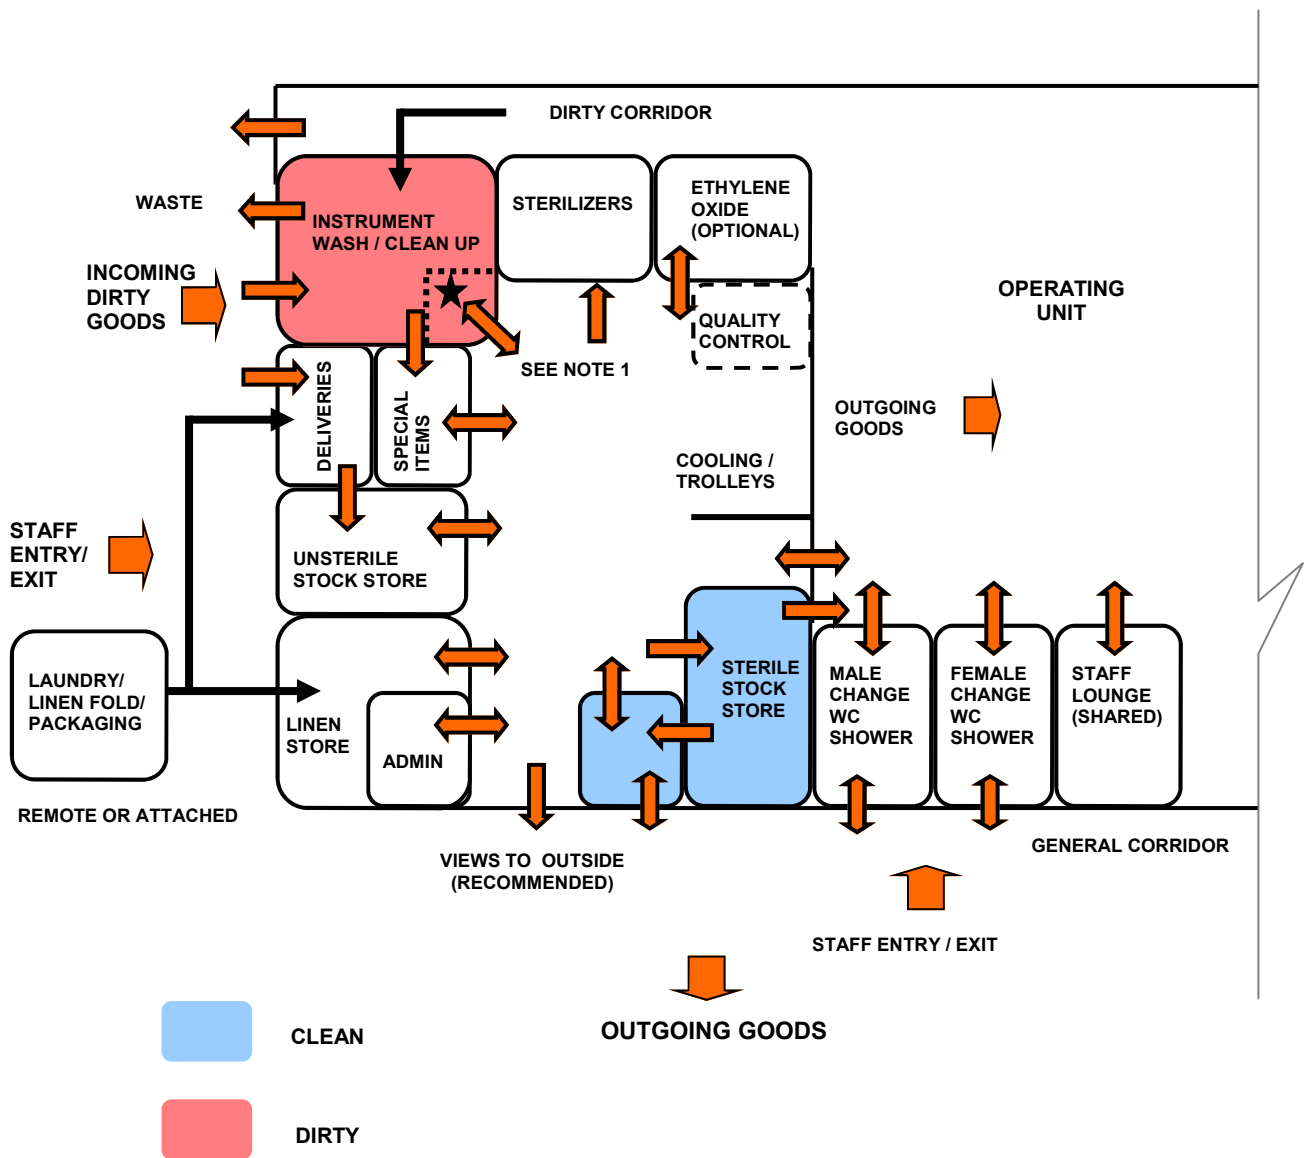 DIRTY CORRIDOR
WASTE
INSTRUMENT
WASH / CLEAN UP
STERILIZERS
ETHYLENE
OXIDE
(OPTIONAL)
INCOMING
DIRTY
GOODS
OPERATING
UNIT
QUALITY
CONTROL
SEE NOTE 1
DELIVERIES
SPECIAL
ITEMS
OUTGOING
GOODS
COOLING /
TROLLEYS
STAFF
ENTRY/
EXIT
UNSTERILE
STOCK STORE
LAUNDRY/
LINEN FOLD/
PACKAGING
LINEN
STORE
ADMIN
STERILE
STOCK
STORE
MALE
CHANGE
WC
SHOWER
FEMALE
CHANGE
WC
SHOWER
STAFF
LOUNGE
(SHARED)
REMOTE OR ATTACHED
VIEWS TO OUTSIDE
(RECOMMENDED)
GENERAL CORRIDOR
STAFF ENTRY / EXIT
OUTGOING GOODS
CLEAN
DIRTY